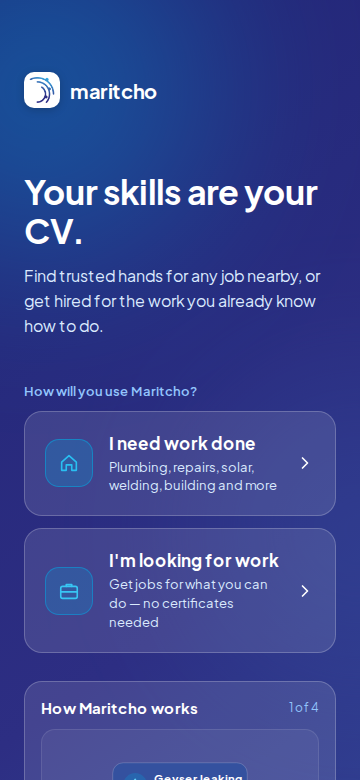 maritcho
Your skills are your
CV.
Find trusted hands for any job nearby, or
get hired for the work you already know
how to do.
How will you use Maritcho?
I need work done
Plumbing, repairs, solar,
welding, building and more
I'm looking for work
Get jobs for what you can
do — no certificates
needed
How Maritcho works
1 of 4
Geyser leaking